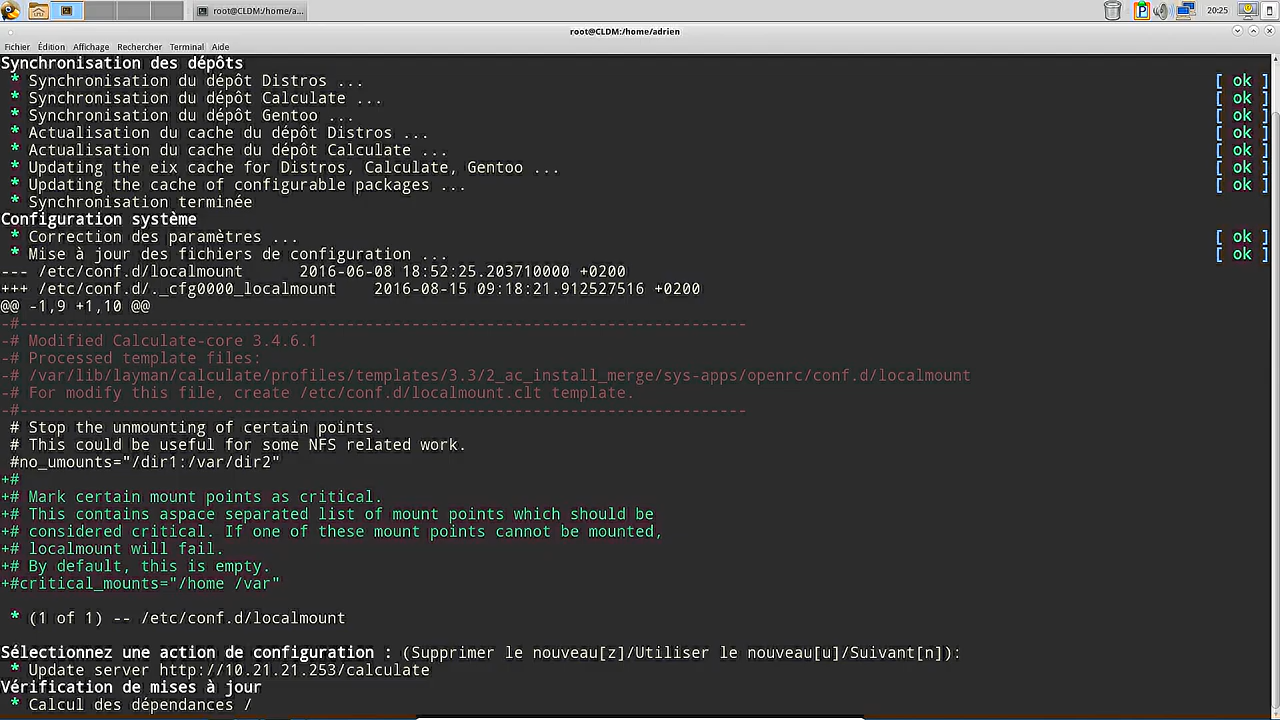 root@CLDM:/home/a...
20:25
root@CLDM:/home/adrien
Fichier Édition Affichage Rechercher Terminal Aide
Synchronisation des dépôts
* Synchronisation du dépôt Distros ... [ ok ]
* Synchronisation du dépôt Calculate ... [ ok ]
* Synchronisation du dépôt Gentoo ... [ ok ]
* Actualisation du cache du dépôt Distros ... [ ok ]
* Actualisation du cache du dépôt Calculate ... [ ok ]
* Updating the eix cache for Distros, Calculate, Gentoo ... [ ok ]
* Updating the cache of configurable packages ... [ ok ]
* Synchronisation terminée
Configuration système
* Correction des paramètres ... [ ok ]
* Mise à jour des fichiers de configuration ... [ ok ]
--- /etc/conf.d/localmount 2016-06-08 18:52:25.203710000 +0200
+++ /etc/conf.d/._cfg0000_localmount 2016-08-15 09:18:21.912527516 +0200
@@ -1,9 +1,10 @@
-#------------------------------------------------------------------------------
-# Modified Calculate-core 3.4.6.1
-# Processed template files:
-# /var/lib/layman/calculate/profiles/templates/3.3/2_ac_install_merge/sys-apps/openrc/conf.d/localmount
-# For modify this file, create /etc/conf.d/localmount.clt template.
-#------------------------------------------------------------------------------
# Stop the unmounting of certain points.
# This could be useful for some NFS related work.
#no_umounts="/dir1:/var/dir2"
+#
+# Mark certain mount points as critical.
+# This contains aspace separated list of mount points which should be
+# considered critical. If one of these mount points cannot be mounted,
+# localmount will fail.
+# By default, this is empty.
+#critical_mounts="/home /var"
* (1 of 1) -- /etc/conf.d/localmount
Sélectionnez une action de configuration : (Supprimer le nouveau[z]/Utiliser le nouveau[u]/Suivant[n]):
* Update server http://10.21.21.253/calculate
Vérification de mises à jour
* Calcul des dépendances /